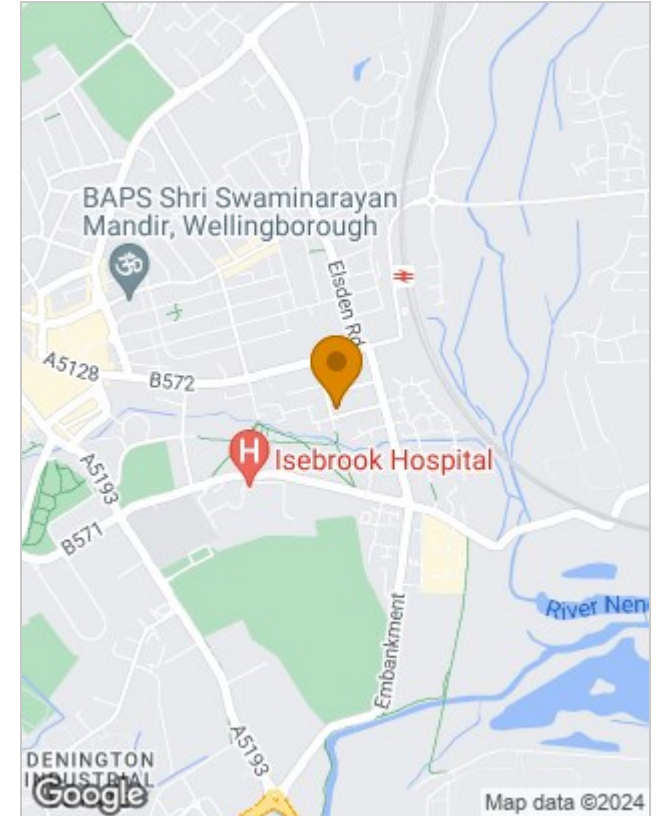 BAPS Shri Swaminarayan
Mandir, Wellingborough
Elsden Rd
A5128
B572
H
Isebrook Hospital
A5193
B571
River Nen
Embankment
A5193
DENINGTON
INDUSTRIAL
Google
Map data ©2024